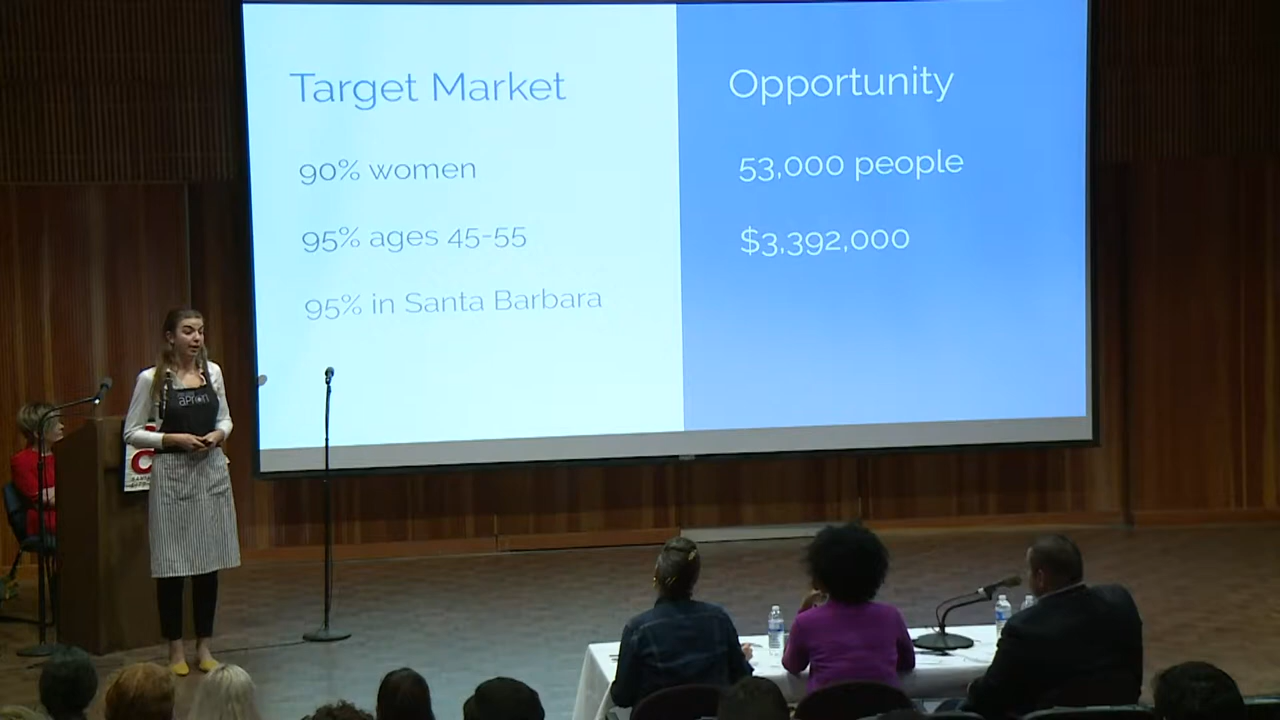 Target Market
90% women
95% ages 45-55
95% in Santa Barbara
Opportunity
53,000 people
$3,392,000
apron